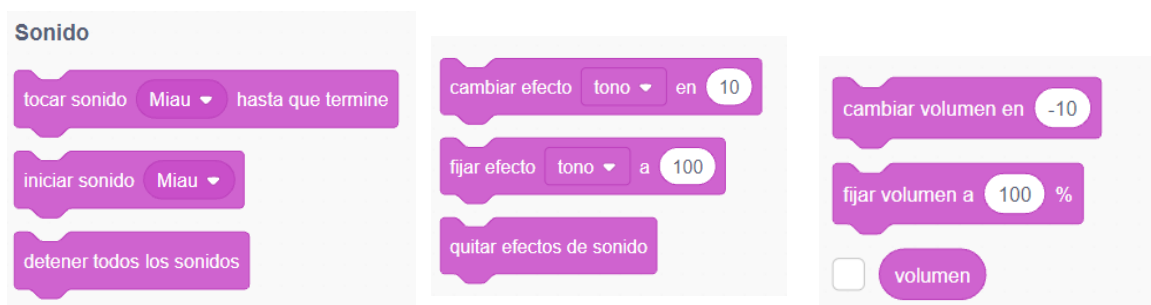 Sonido
tocar sonido Miau hasta que termine
iniciar sonido Miau
detener todos los sonidos
cambiar efecto tono en 10
fijar efecto tono a 100
quitar efectos de sonido
cambiar volumen en -10
fijar volumen a 100 %
volumen